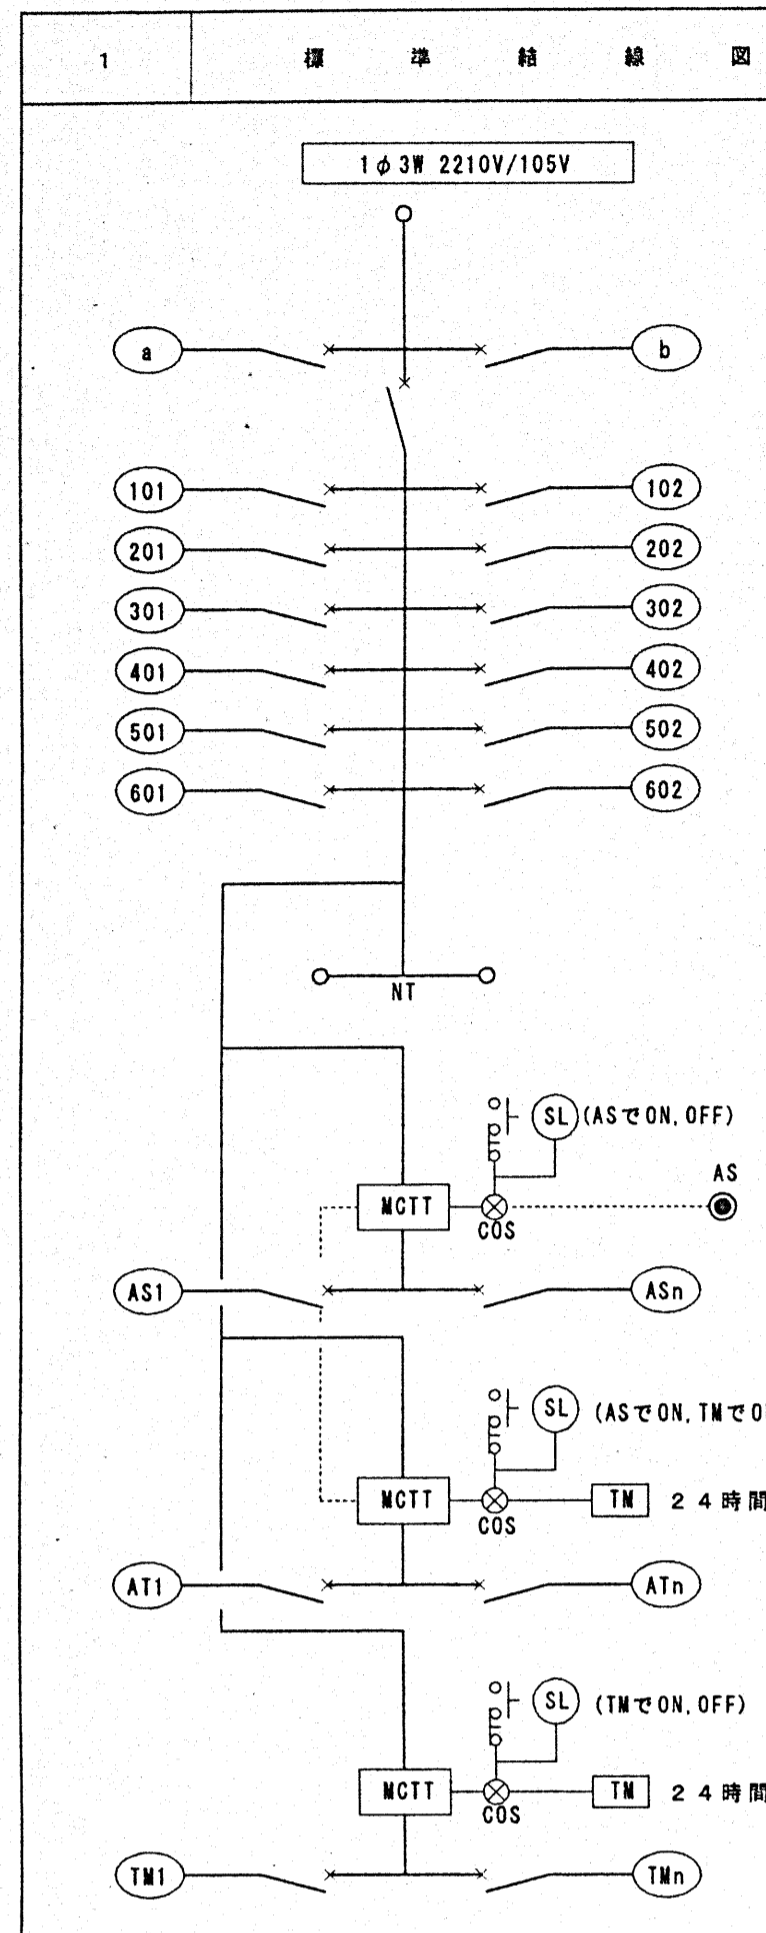 1 標準結線図
1φ3W 2210V/105V
a b
101 102
201 202
301 302
401 402
501 502
601 602
NT
SL (ASでON,OFF)
AS
MCTT
COS
AS1 ASn
SL (ASでON,TMでO
MCTT TM 24時間
COS
AT1 ATn
SL (TMでON,OFF)
MCTT TM 24時間
COS
TM1 TMn